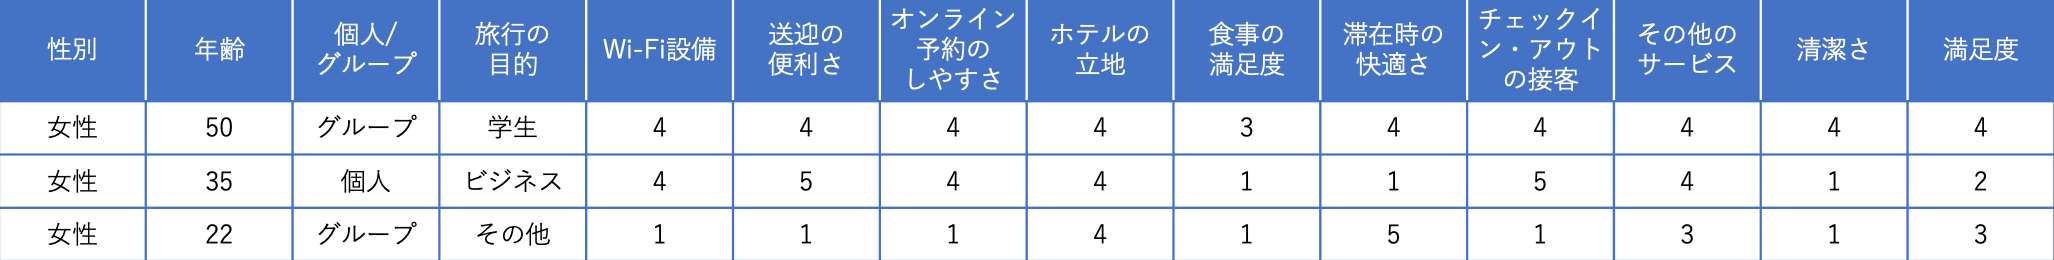 性別 年齢 個人/グループ 旅行の目的 Wi-Fi設備 送迎の便利さ オンライン予約のしやすさ ホテルの立地 食事の満足度 滞在時の快適さ チェックイン・アウトの接客 その他のサービス 清潔さ 満足度
女性 50 グループ 学生 4 4 4 4 3 4 4 4 4 4
女性 35 個人 ビジネス 4 5 4 4 1 1 5 4 1 2
女性 22 グループ その他 1 1 1 4 1 5 1 3 1 3